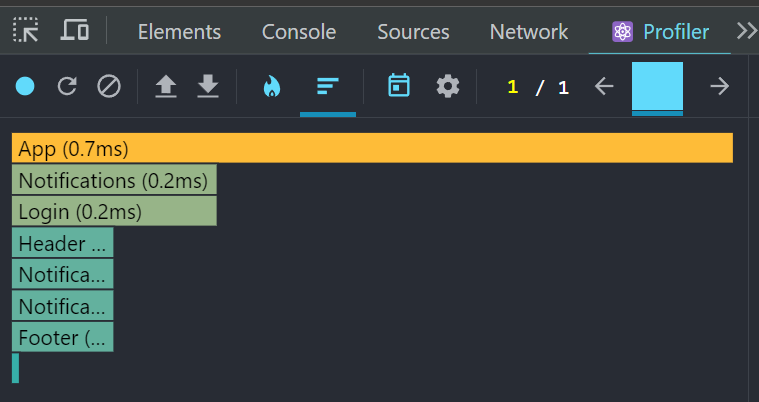 Elements Console Sources Network Profiler
1 / 1
App (0.7ms)
Notifications (0.2ms)
Login (0.2ms)
Header ...
Notifica...
Notifica...
Footer (...